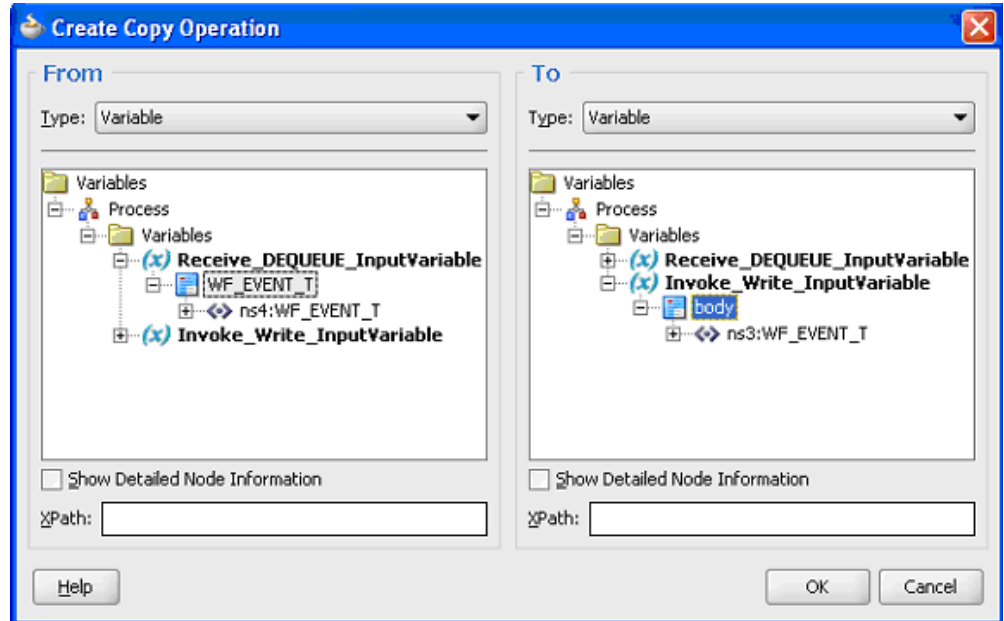 Create Copy Operation
From
Type: Variable
Variables
Process
Variables
(x) Receive_DEQUEUE_InputVariable
WF_EVENT_T
ns4:WF_EVENT_T
(x) Invoke_Write_InputVariable
Show Detailed Node Information
XPath:
To
Type: Variable
Variables
Process
Variables
(x) Receive_DEQUEUE_InputVariable
(x) Invoke_Write_InputVariable
body
ns3:WF_EVENT_T
Show Detailed Node Information
XPath:
Help
OK
Cancel